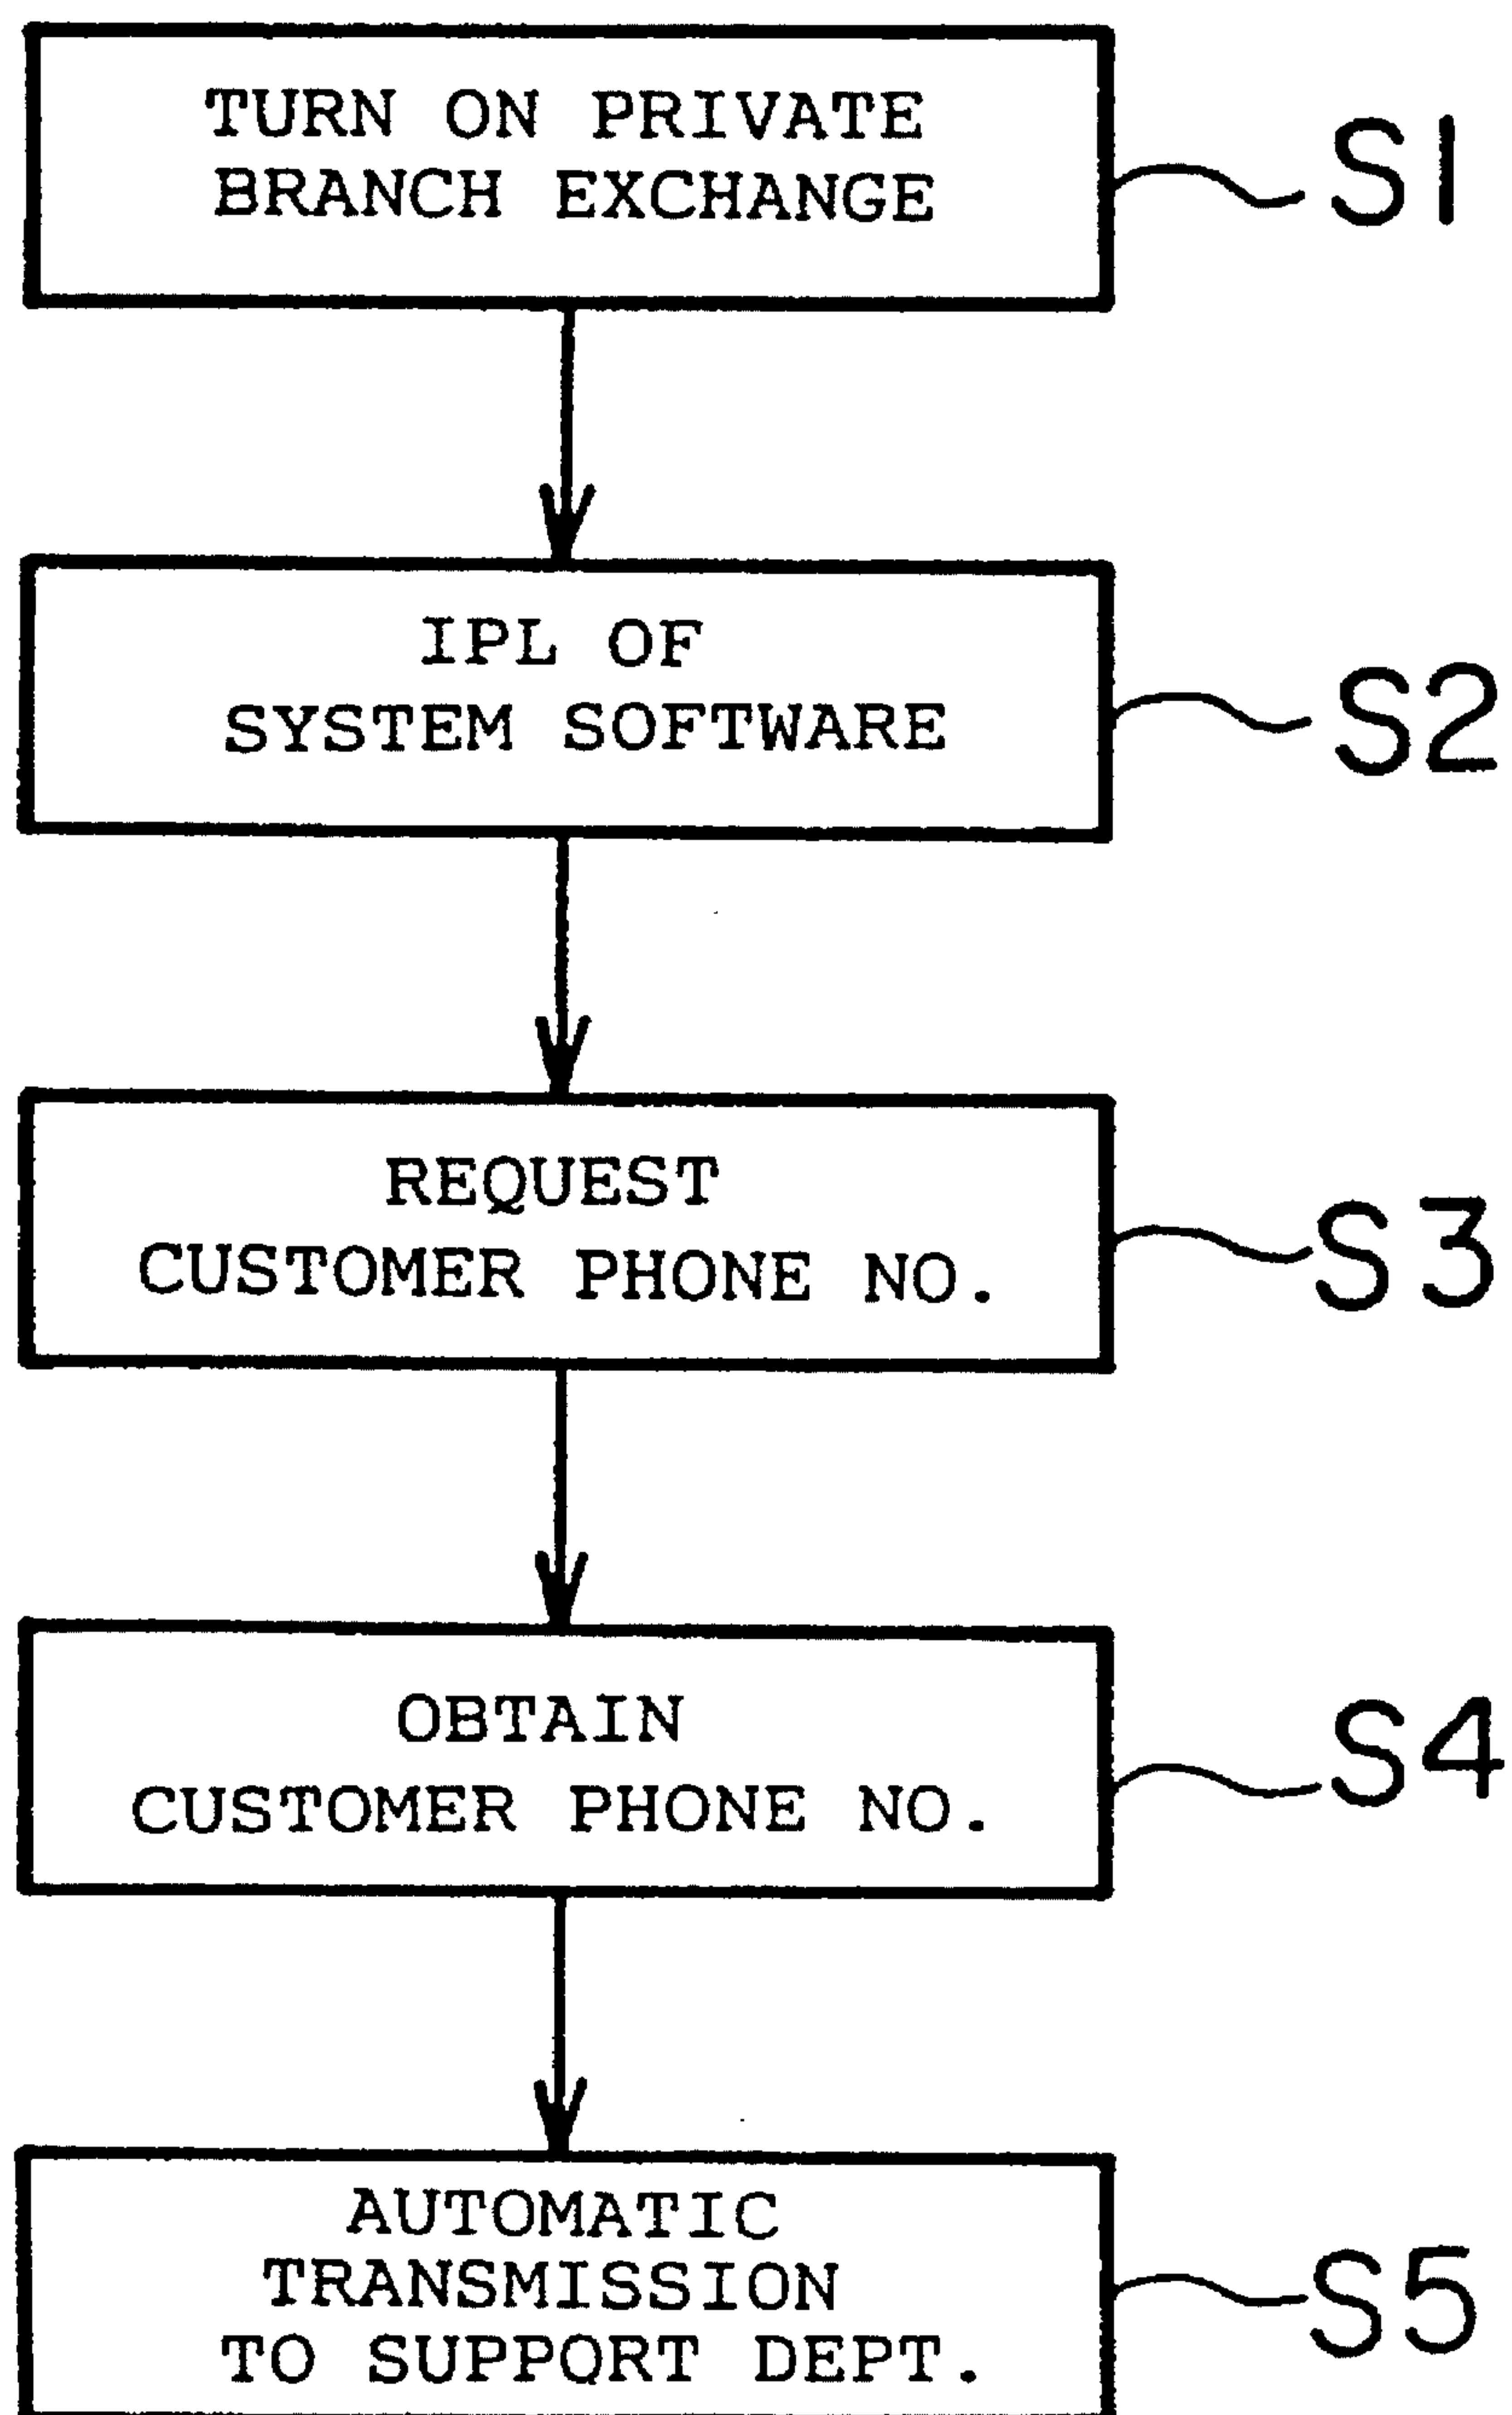 TURN ON PRIVATE
BRANCH EXCHANGE
S1
IPL OF
SYSTEM SOFTWARE
S2
REQUEST
CUSTOMER PHONE NO.
S3
OBTAIN
CUSTOMER PHONE NO.
S4
AUTOMATIC
TRANSMISSION
TO SUPPORT DEPT.
S5